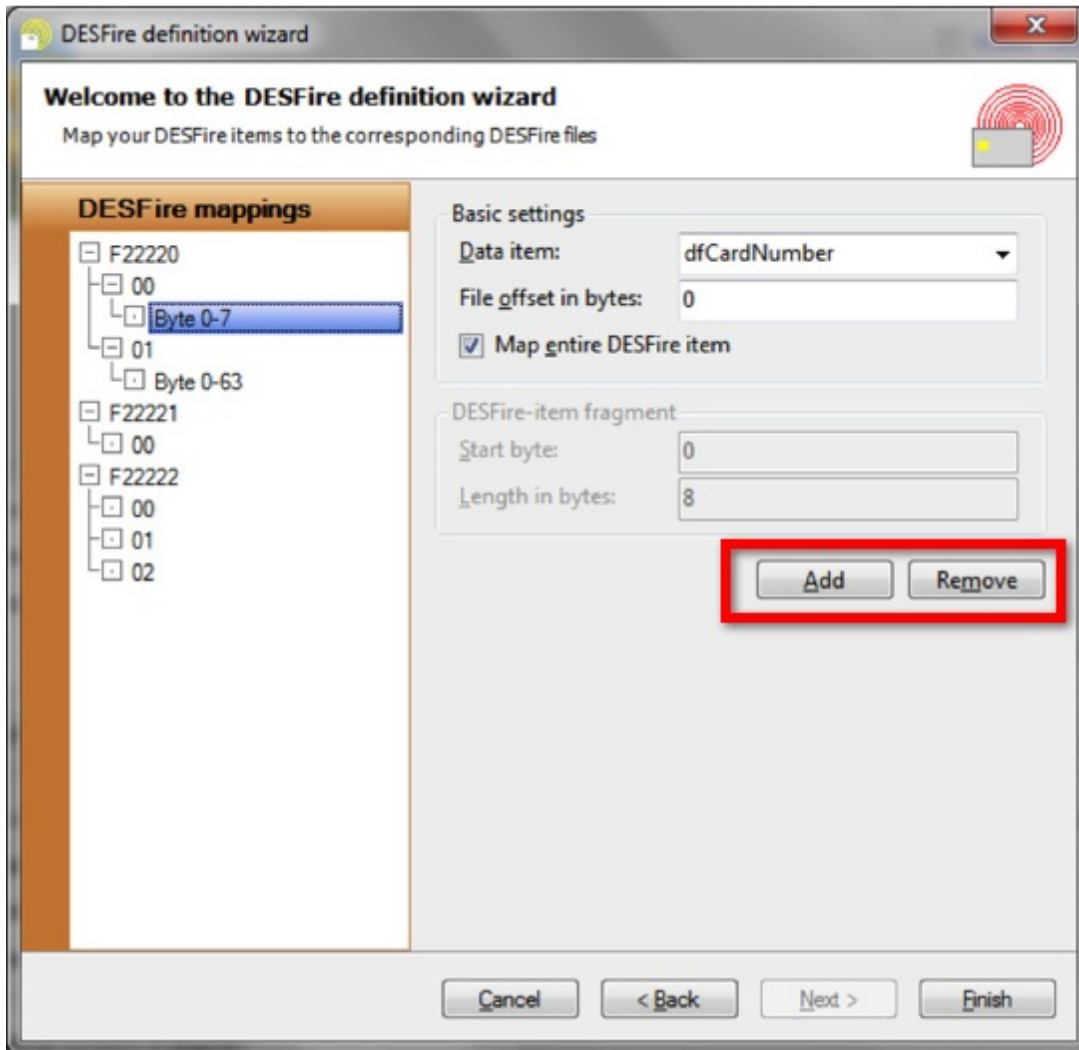 DESFire definition wizard
Welcome to the DESFire definition wizard
Map your DESFire items to the corresponding DESFire files
DESFire mappings
F22220
00
Byte 0-7
01
Byte 0-63
F22221
00
F22222
00
01
02
Basic settings
Data item: dfCardNumber
File offset in bytes: 0
Map entire DESFire item
DESFire-item fragment
Start byte: 0
Length in bytes: 8
Add Remove
Cancel < Back Next > Finish